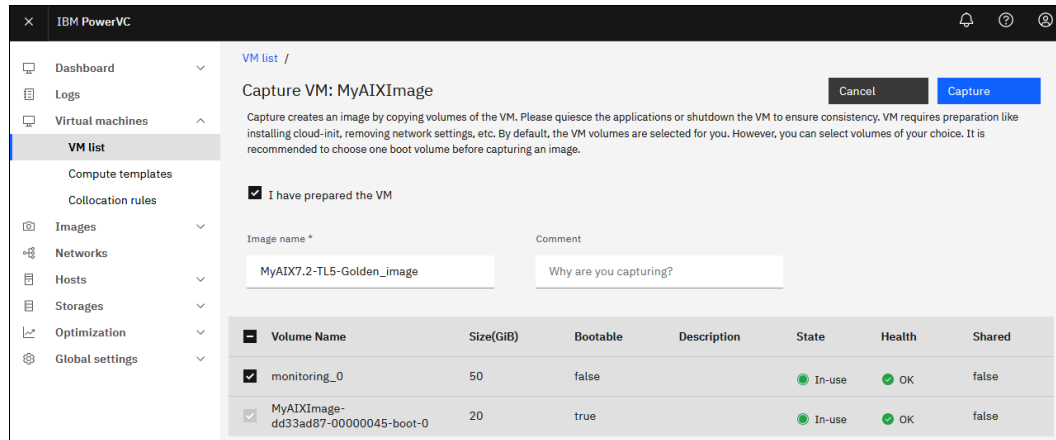 IBM PowerVC
Dashboard
Logs
Virtual machines
VM list
Compute templates
Collocation rules
Images
Networks
Hosts
Storages
Optimization
Global settings
VM list /
Capture VM: MyAIXImage
Cancel
Capture
Capture creates an image by copying volumes of the VM. Please quiesce the applications or shutdown the VM to ensure consistency. VM requires preparation like
installing cloud-init, removing network settings, etc. By default, the VM volumes are selected for you. However, you can select volumes of your choice. It is
recommended to choose one boot volume before capturing an image.
I have prepared the VM
Image name * Comment
MyAIX7.2-TL5-Golden_image Why are you capturing?
Volume Name Size(GiB) Bootable Description State Health Shared
monitoring_0 50 false In-use OK false
MyAIXImage-
dd33ad87-00000045-boot-0 20 true In-use OK false